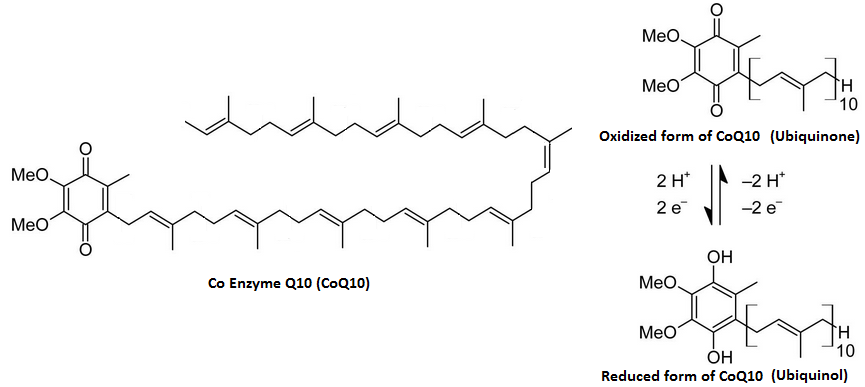 O
MeO
MeO
O
Co Enzyme Q10 (CoQ10)
O
MeO
MeO
H
10
O
Oxidized form of CoQ10 (Ubiquinone)
2 H⁺ –2 H⁺
2 e⁻ –2 e⁻
OH
MeO
MeO
H
10
OH
Reduced form of CoQ10 (Ubiquinol)